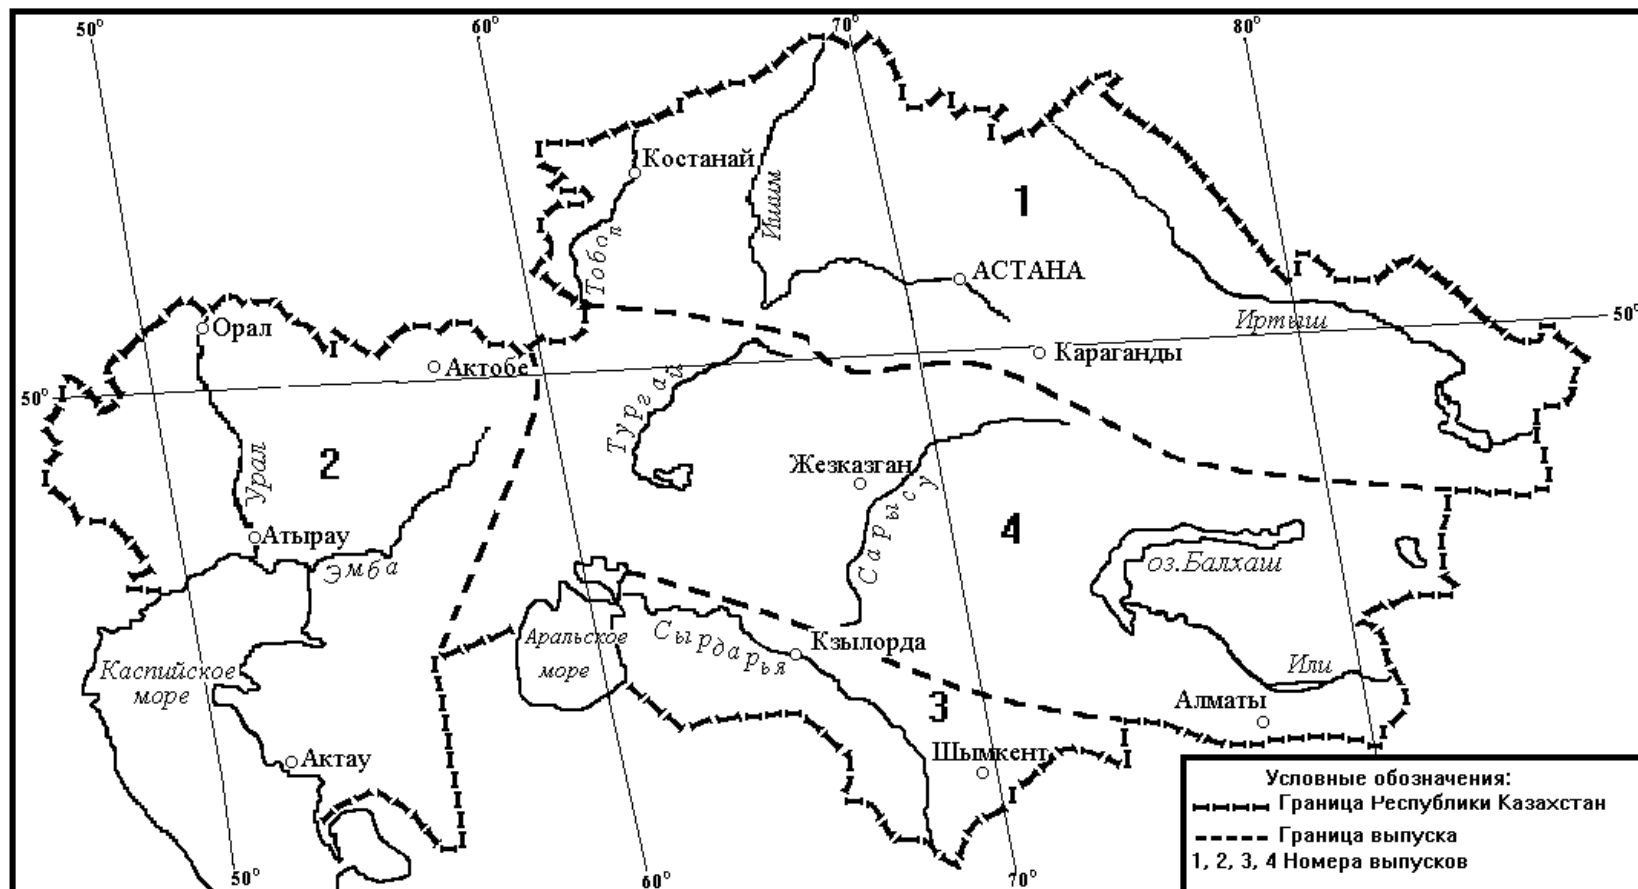 50° 60° 70° 80°
Костанай
1
Ишим
Тобол
АСТАНА
Орал
Иртыш
50°
Актобе
Караганды
50°
Тургай
2
Урал
Жезказган
Сарысу
4
Атырау
Эмба
оз.Балхаш
Сырдарья
Аральское
море
Кзылорда
Каспийское
море
Или
3
Алматы
Шымкент
Актау
Условные обозначения:
Граница Республики Казахстан
Граница выпуска
1, 2, 3, 4 Номера выпусков
50° 60° 70°